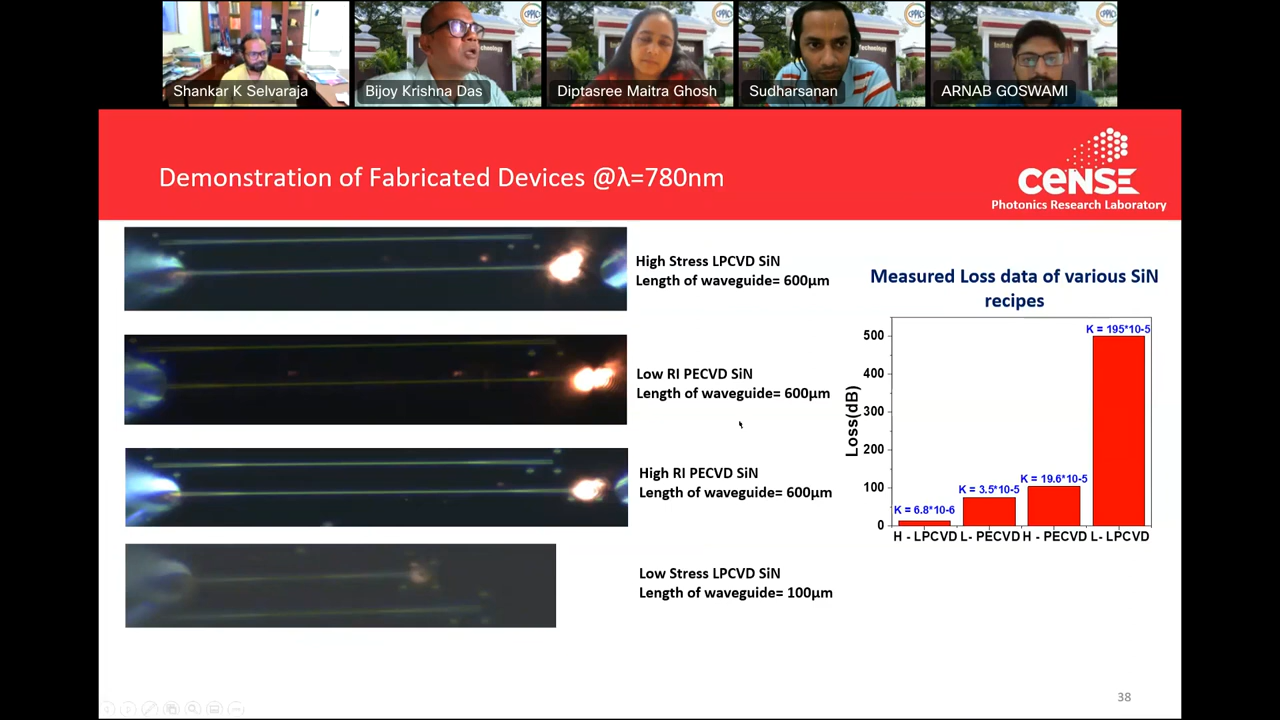 Shankar K Selvaraja
Bijoy Krishna Das
Diptasree Maitra Ghosh
Sudharsanan
ARNAB GOSWAMI
Demonstration of Fabricated Devices @λ=780nm
CENSE
Photonics Research Laboratory
High Stress LPCVD SiN
Length of waveguide= 600μm
Low RI PECVD SiN
Length of waveguide= 600μm
High RI PECVD SiN
Length of waveguide= 600μm
Low Stress LPCVD SiN
Length of waveguide= 100μm
Measured Loss data of various SiN
recipes
Loss(dB)
500
400
300
200
100
0
K = 6.8*10-6
K = 3.5*10-5
K = 19.6*10-5
K = 195*10-5
H - LPCVD L- PECVD H - PECVD L- LPCVD
38